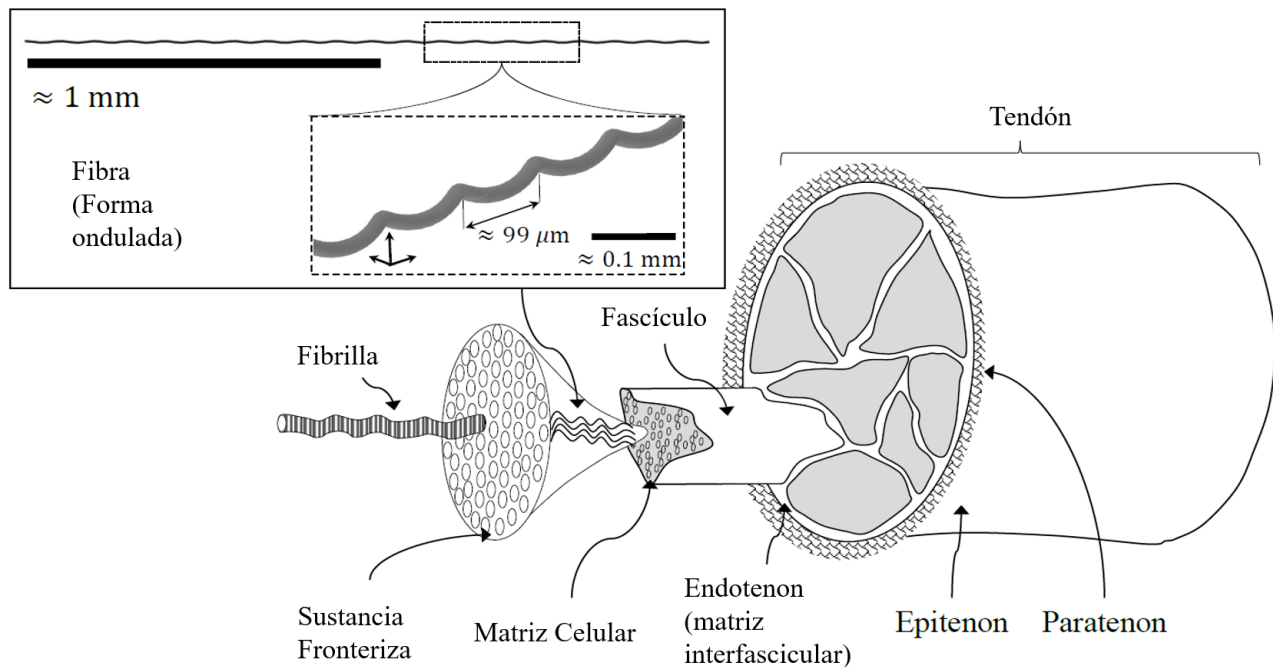 ≈ 1 mm
Fibra
(Forma
ondulada)
≈ 99 μm
≈ 0.1 mm
Tendón
Fascículo
Fibrilla
Sustancia
Fronteriza
Matriz Celular
Endotenon
(matriz
interfascicular)
Epitenon
Paratenon